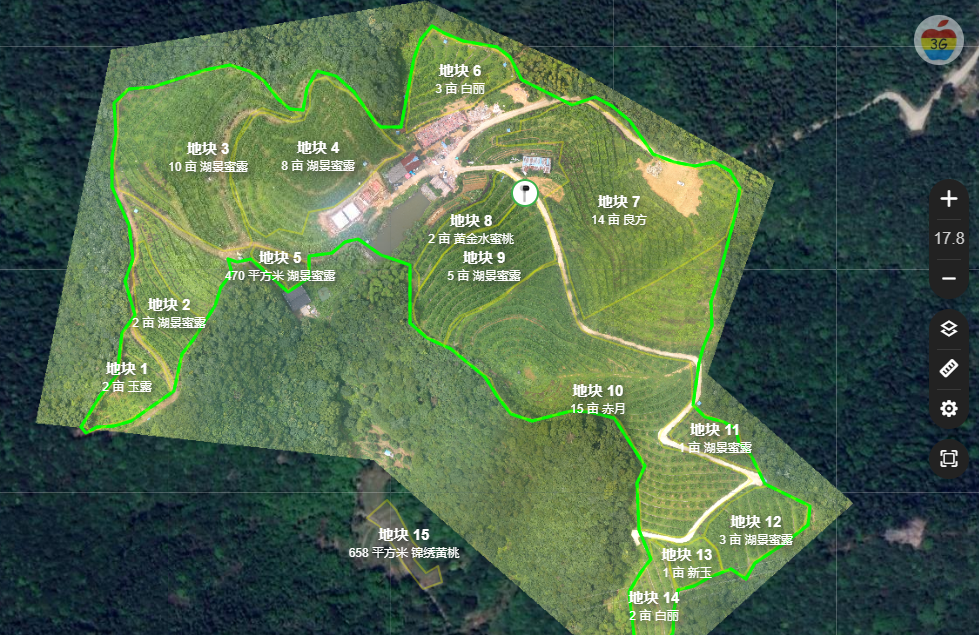 3G
地块 6
3 亩 白丽
地块 3
10 亩 湖景蜜露
地块 4
8 亩 湖景蜜露
地块 7
14 亩 良方
地块 8
2 亩 黄金水蜜桃
17.8
地块 9
5 亩 湖景蜜露
地块 5
470 平方米 湖景蜜露
地块 2
2 亩 湖景蜜露
地块 1
2 亩 玉露
地块 10
15 亩 赤月
地块 11
1 亩 湖景蜜露
地块 12
3 亩 湖景蜜露
地块 15
658 平方米 锦绣黄桃
地块 13
1 亩 新玉
地块 14
2 亩 白丽